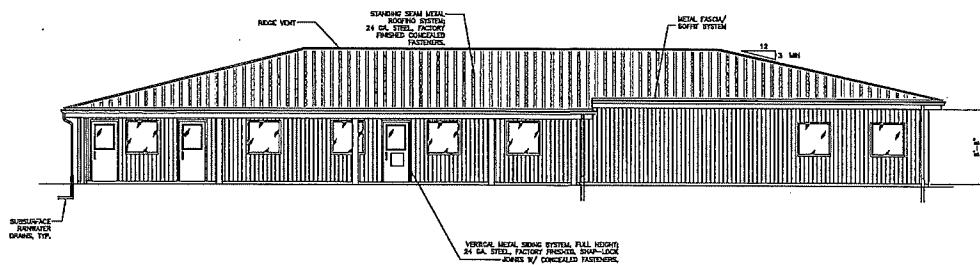 RIDGE VENT
STANDING SEAM METAL
ROOFING SYSTEM;
24 GA. STEEL, FACTORY
FINISHED CONCEALED
FASTENERS.
METAL FASCIA/
SOFFIT SYSTEM
12
3 MIN
SUBSURFACE
RAINWATER
DRAINS, TYP.
VERTICAL METAL SIDING SYSTEM, FULL HEIGHT;
24 GA. STEEL, FACTORY FINISHED, SNAP-LOCK
JOINTS W/ CONCEALED FASTENERS.